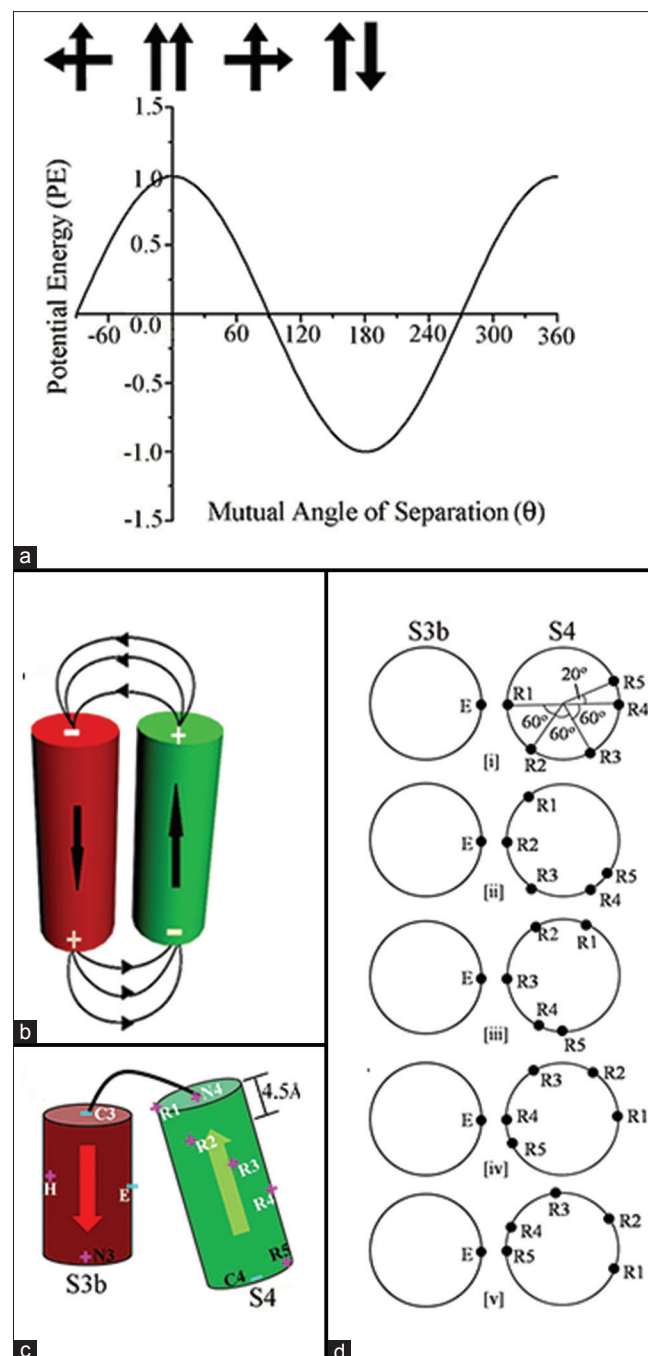 1.5
1.0
0.5
0.0
-0.5
-1.0
-1.5
-60 60 120 180 240 300 360
Potential Energy (PE)
Mutual Angle of Separation (θ)
a
- +
+ -
b
C3 N4 4.5Å
R1
R2
R3
H E R4
N3 R5
C4
S3b S4
c
S3b S4
20° R5
E R1 R4
60° 60°
60°
R2 R3
[i]
R1
E R2
R3 R5
R4
[ii]
R2 R1
E R3
R4
R5
[iii]
R3 R2
E R4 R1
R5
[iv]
R3
R4 R2
E R5
R1
[v]
d